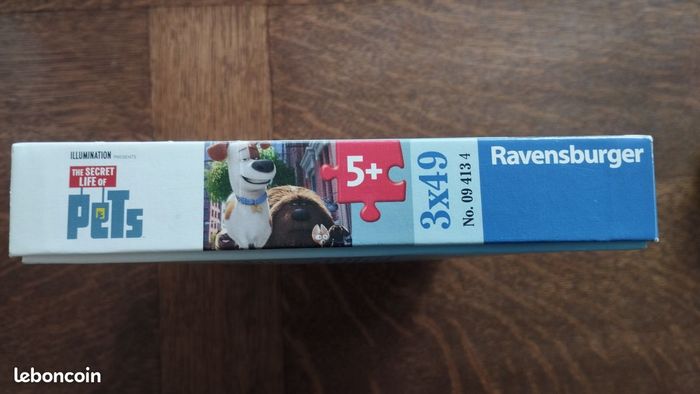 ILLUMINATION PRESENTS
THE SECRET
LIFE OF
PETS
5+
3x49
No. 09 413 4
Ravensburger
leboncoin